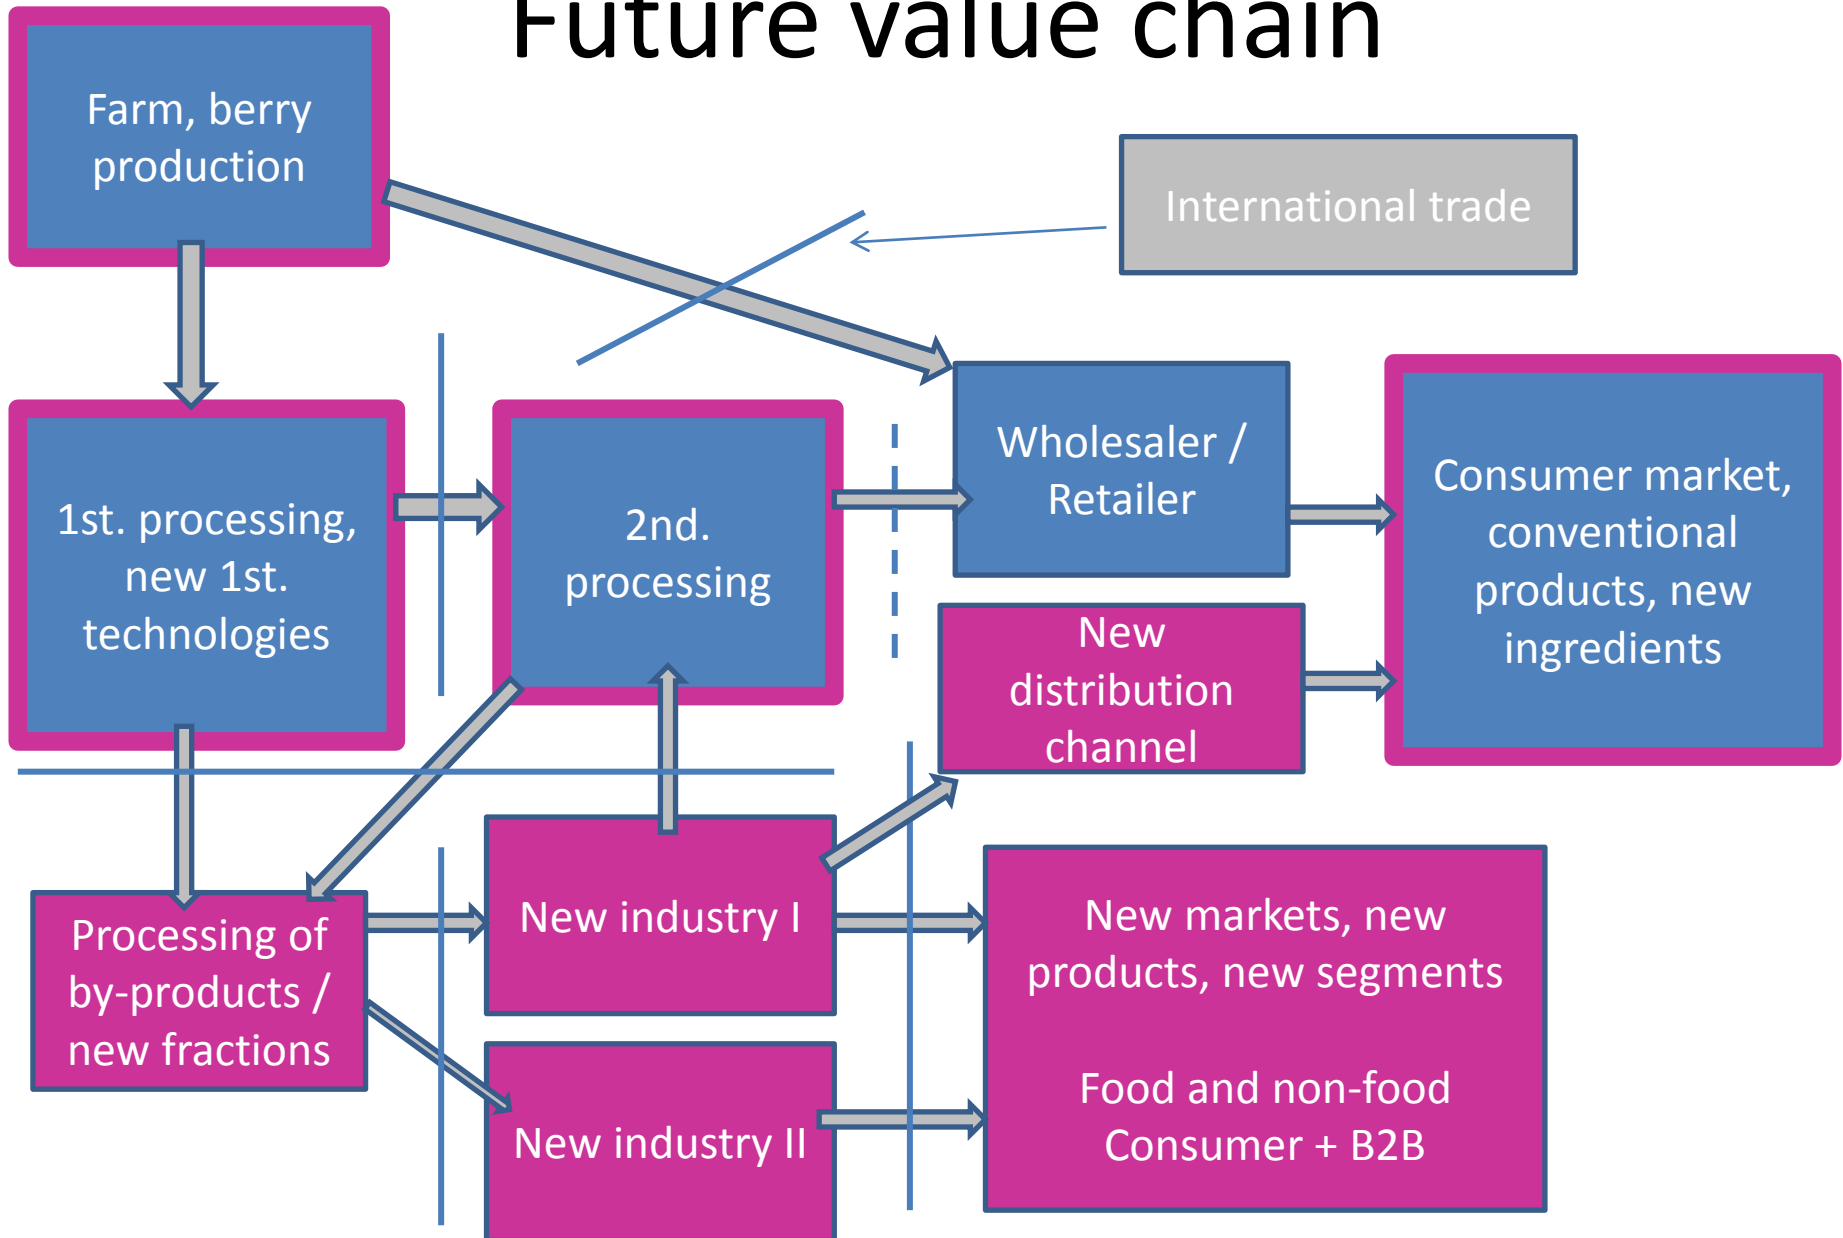 Future value chain
Farm, berry
production
International trade
1st. processing,
new 1st.
technologies
2nd.
processing
Wholesaler /
Retailer
Consumer market,
conventional
products, new
ingredients
New
distribution
channel
Processing of
by-products /
new fractions
New industry I
New industry II
New markets, new
products, new segments
Food and non-food
Consumer + B2B